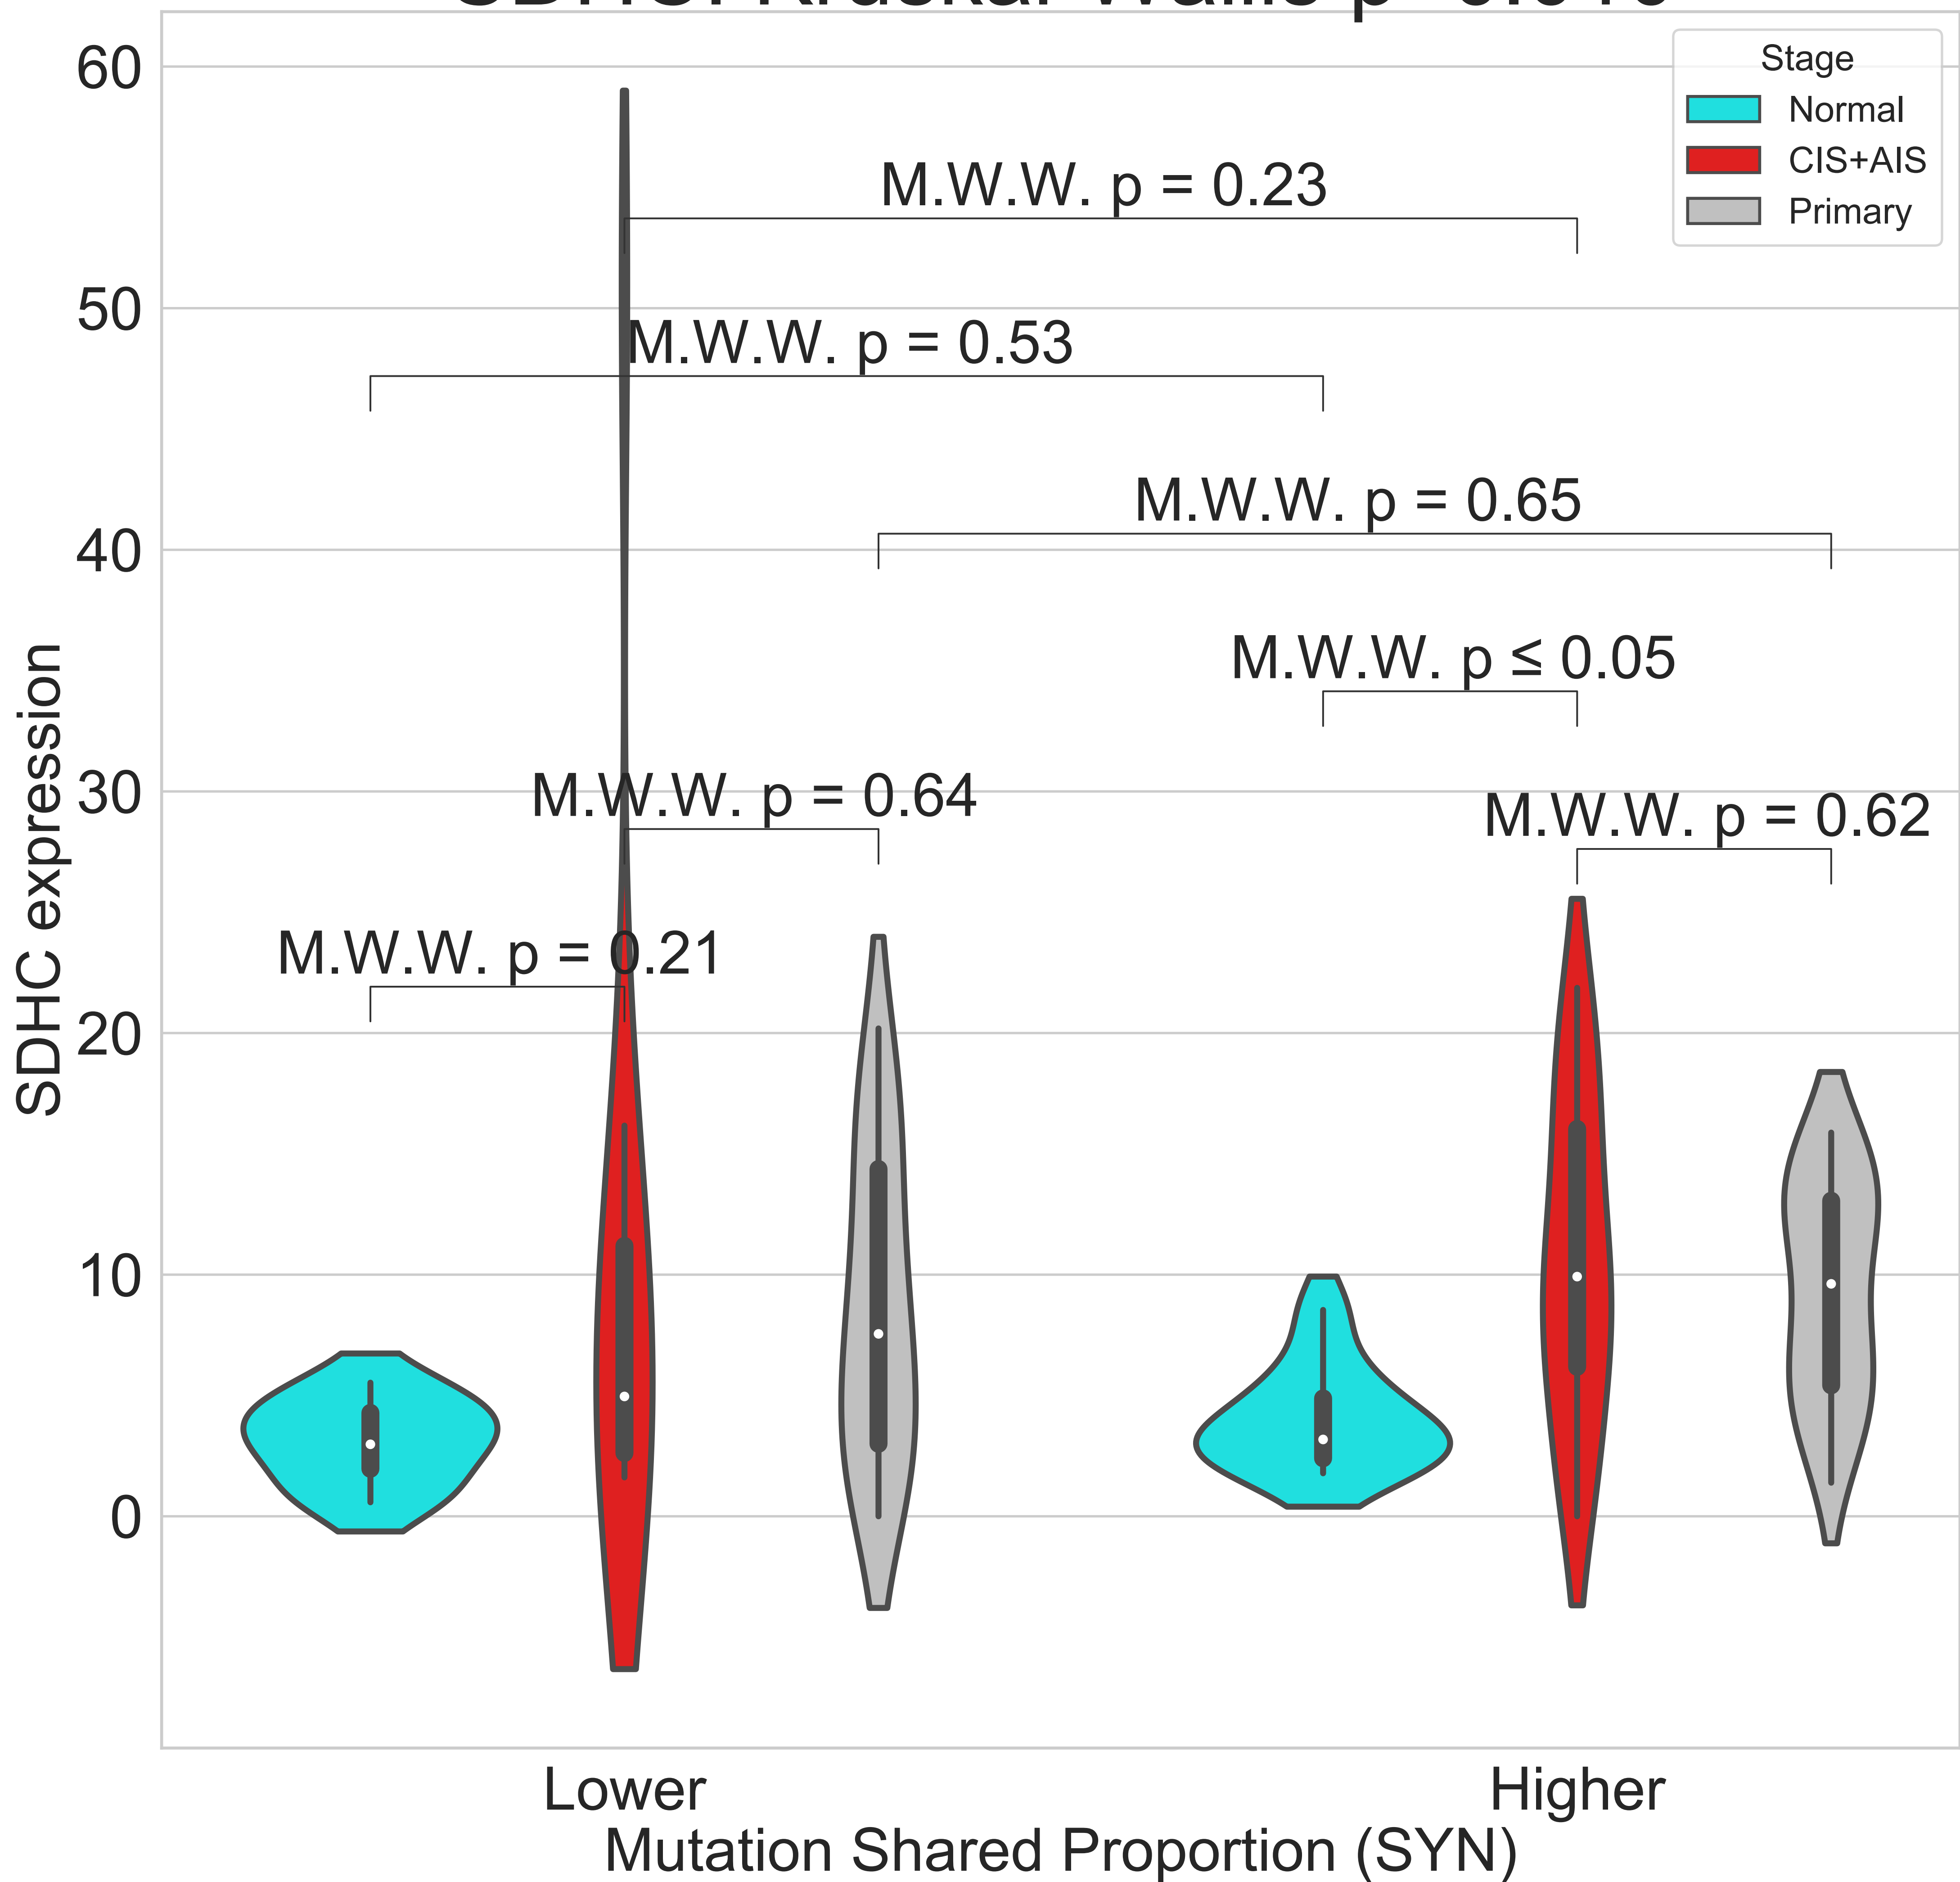 60
50
40
30
20
10
0
SDHC expression
Stage
Normal
CIS+AIS
Primary
M.W.W. p = 0.23
M.W.W. p = 0.53
M.W.W. p = 0.65
M.W.W. p ≤ 0.05
M.W.W. p = 0.64
M.W.W. p = 0.62
M.W.W. p = 0.21
Lower
Higher
Mutation Shared Proportion (SYN)